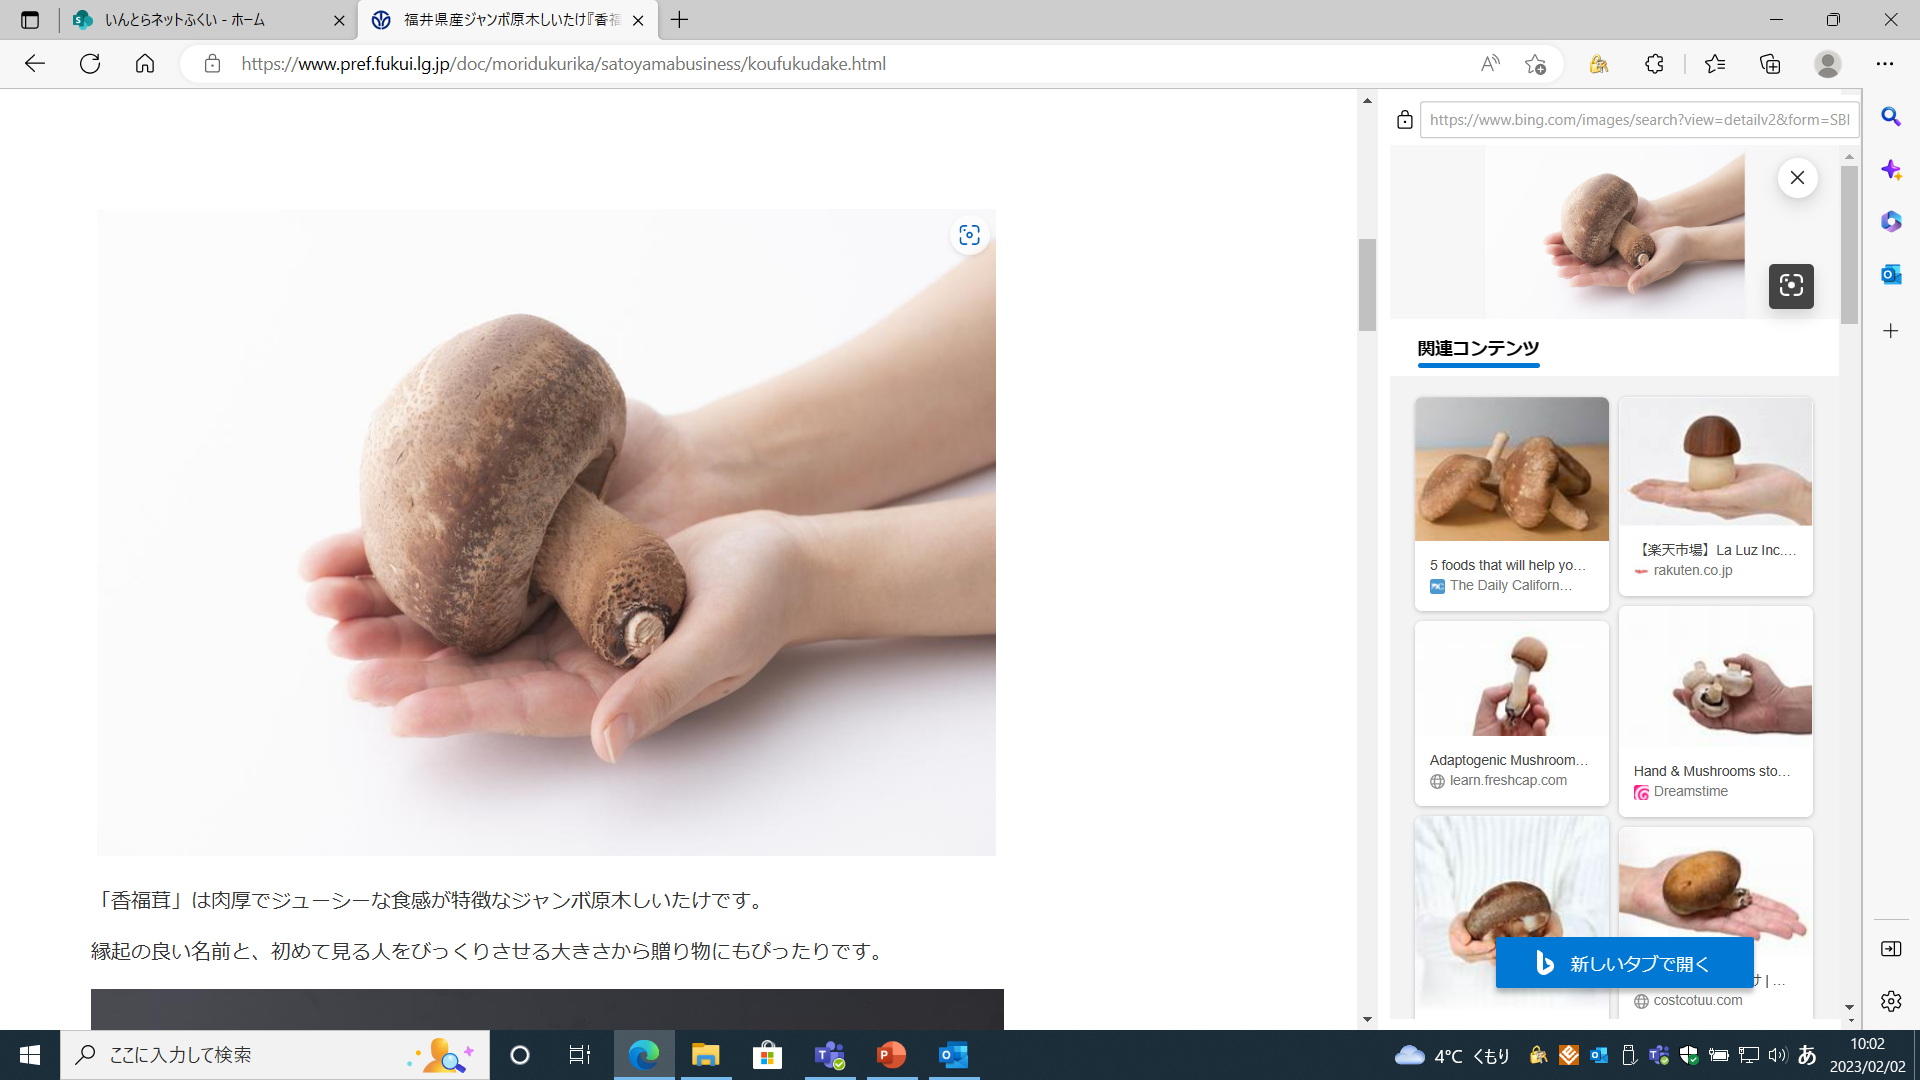 いんとらネットふくい - ホーム
福井県産ジャンボ原木しいたけ『香福
https://www.pref.fukui.lg.jp/doc/moridukurika/satoyamabusiness/koufukudake.html
https://www.bing.com/images/search?view=detailv2&form=SBI
関連コンテンツ
5 foods that will help yo...
The Daily Californ...
【楽天市場】La Luz Inc....
rakuten.co.jp
Adaptogenic Mushroom...
learn.freshcap.com
Hand & Mushrooms sto...
Dreamstime
「香福茸」は肉厚でジューシーな食感が特徴なジャンボ原木しいたけです。
縁起の良い名前と、初めて見る人をびっくりさせる大きさから贈り物にもぴったりです。
新しいタブで開く
| ...
costcotuu.com
ここに入力して検索
4°C くもり
あ
10:02
2023/02/02